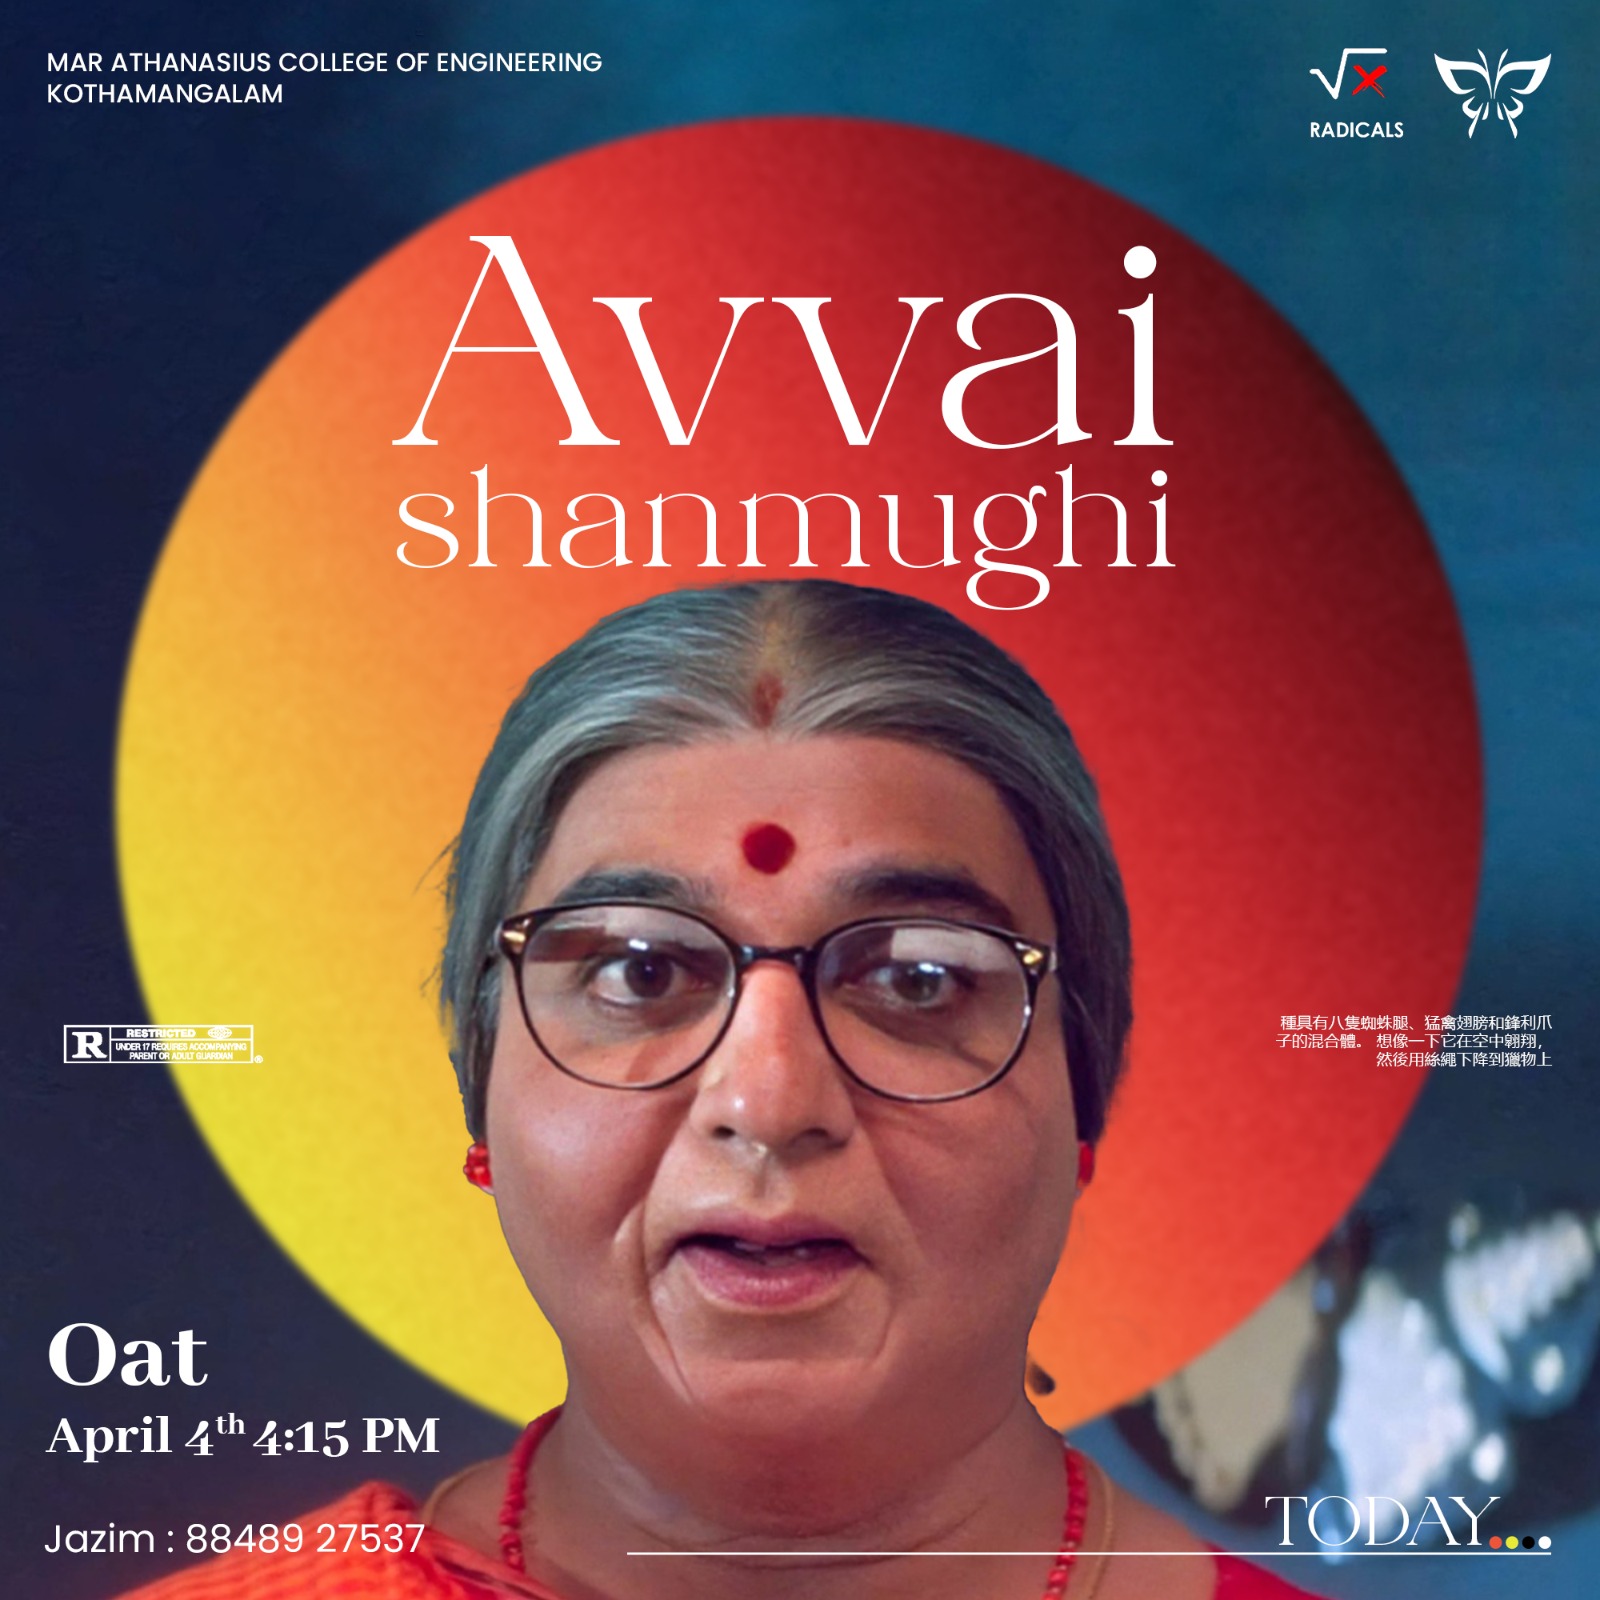 MAR ATHANASIUS COLLEGE OF ENGINEERING
KOTHAMANGALAM
√x
RADICALS
Avvai
shanmughi
R RESTRICTED
UNDER 17 REQUIRES ACCOMPANYING
PARENT OR ADULT GUARDIAN
®
種具有八隻蜘蛛腿、猛禽翅膀和鋒利爪
子的混合體。 想像一下它在空中翱翔，
然後用絲繩下降到獵物上
Oat
April 4th 4:15 PM
Jazim : 88489 27537
TODAY....